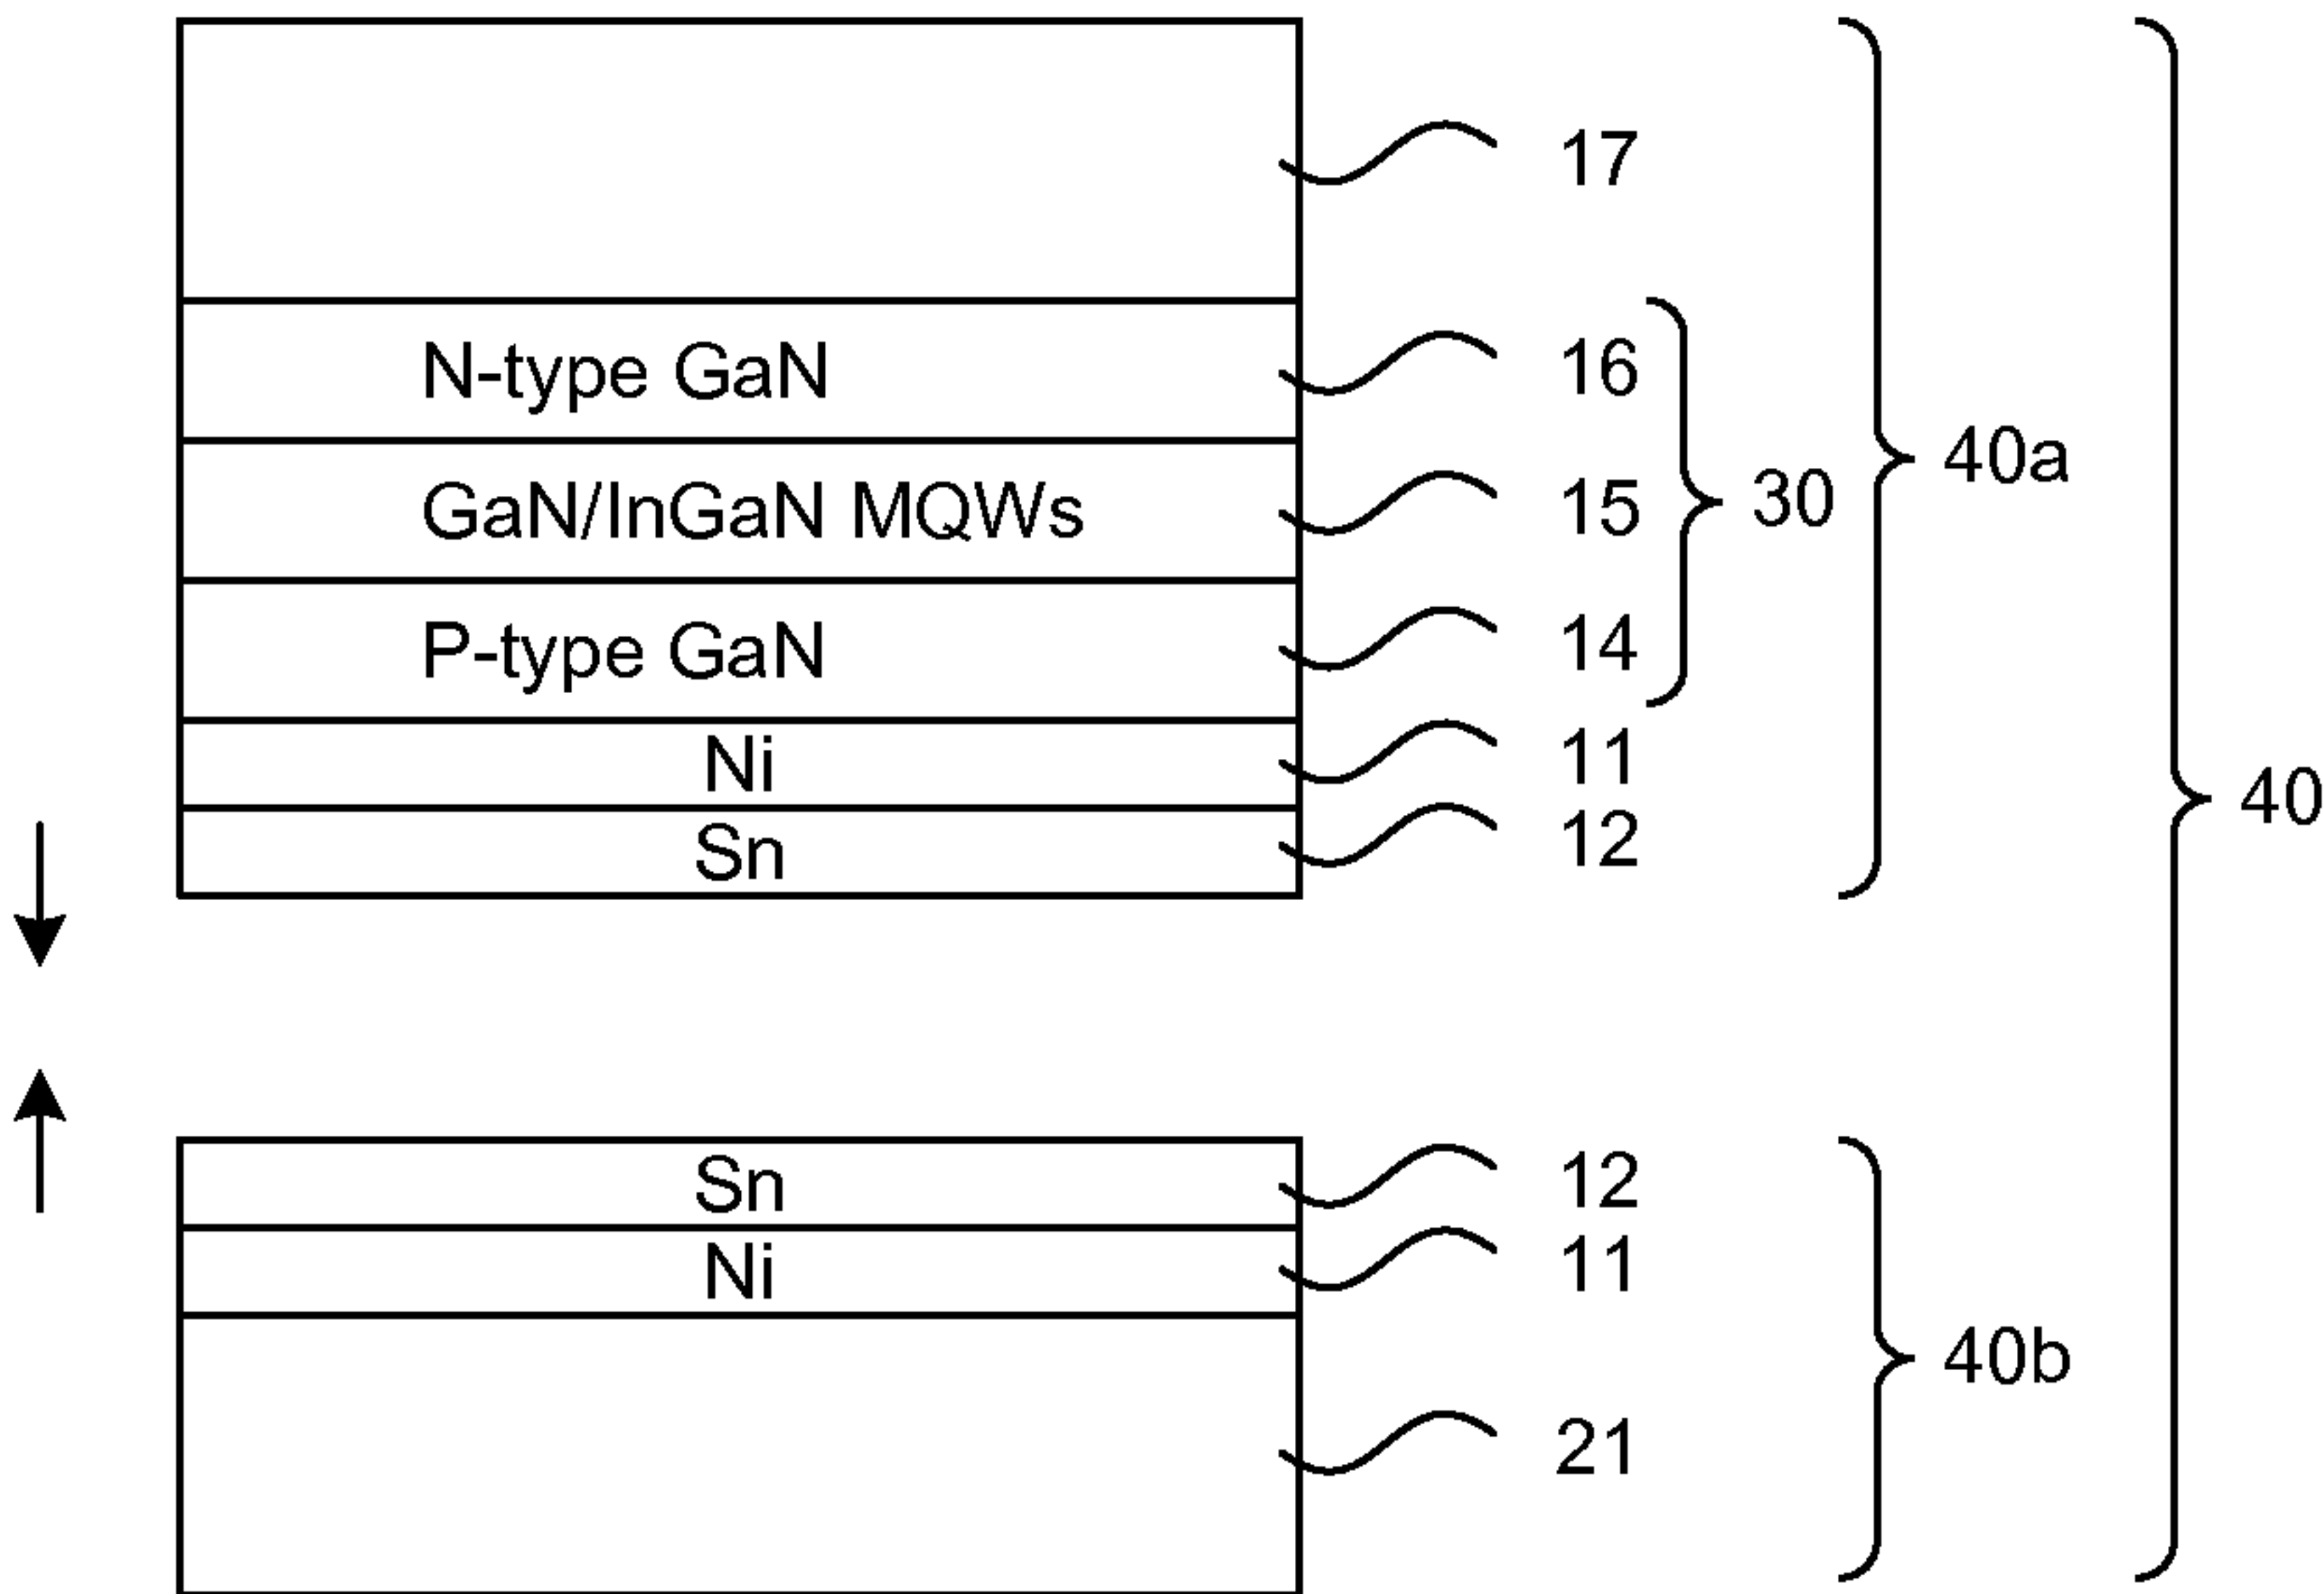 17
N-type GaN 16
GaN/InGaN MQWs 15 30 40a
P-type GaN 14
Ni 11
Sn 12 40
Sn 12
Ni 11
40b
21